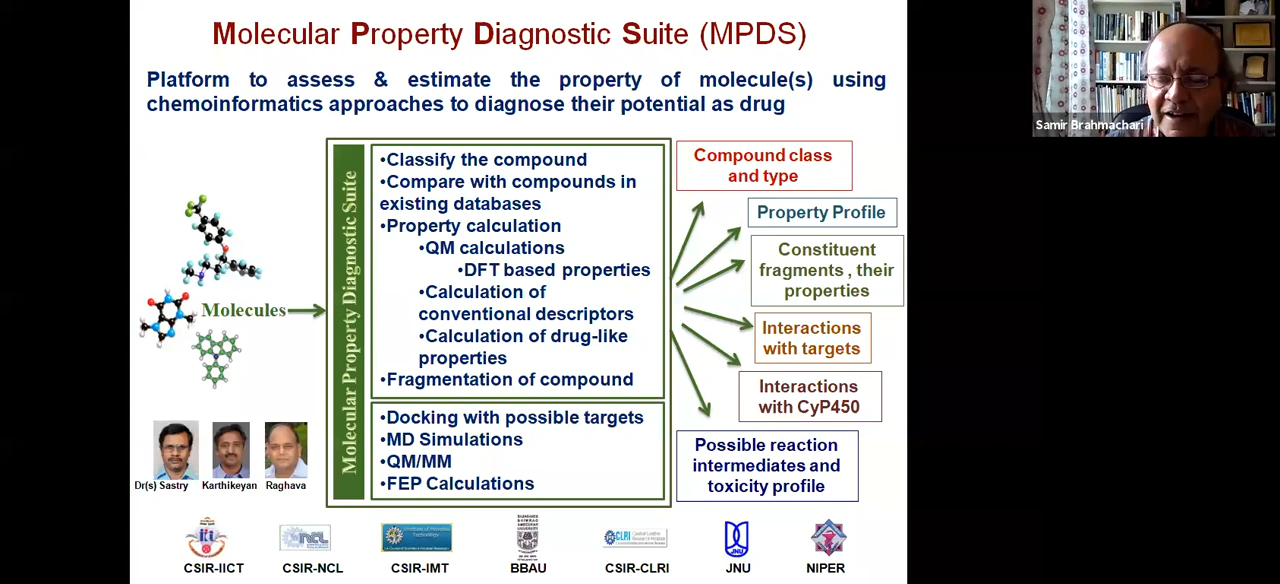 Molecular Property Diagnostic Suite (MPDS)
Platform to assess & estimate the property of molecule(s) using
chemoinformatics approaches to diagnose their potential as drug
Samir Brahmachari
Molecules
Molecular Property Diagnostic Suite
•Classify the compound
•Compare with compounds in
existing databases
•Property calculation
•QM calculations
•DFT based properties
•Calculation of
conventional descriptors
•Calculation of drug-like
properties
•Fragmentation of compound
•Docking with possible targets
•MD Simulations
•QM/MM
•FEP Calculations
Compound class
and type
Property Profile
Constituent
fragments , their
properties
Interactions
with targets
Interactions
with CyP450
Possible reaction
intermediates and
toxicity profile
Dr(s) Sastry
Karthikeyan
Raghava
NCL
CLRI
JNU
CSIR-IICT
CSIR-NCL
CSIR-IMT
BBAU
CSIR-CLRI
JNU
NIPER